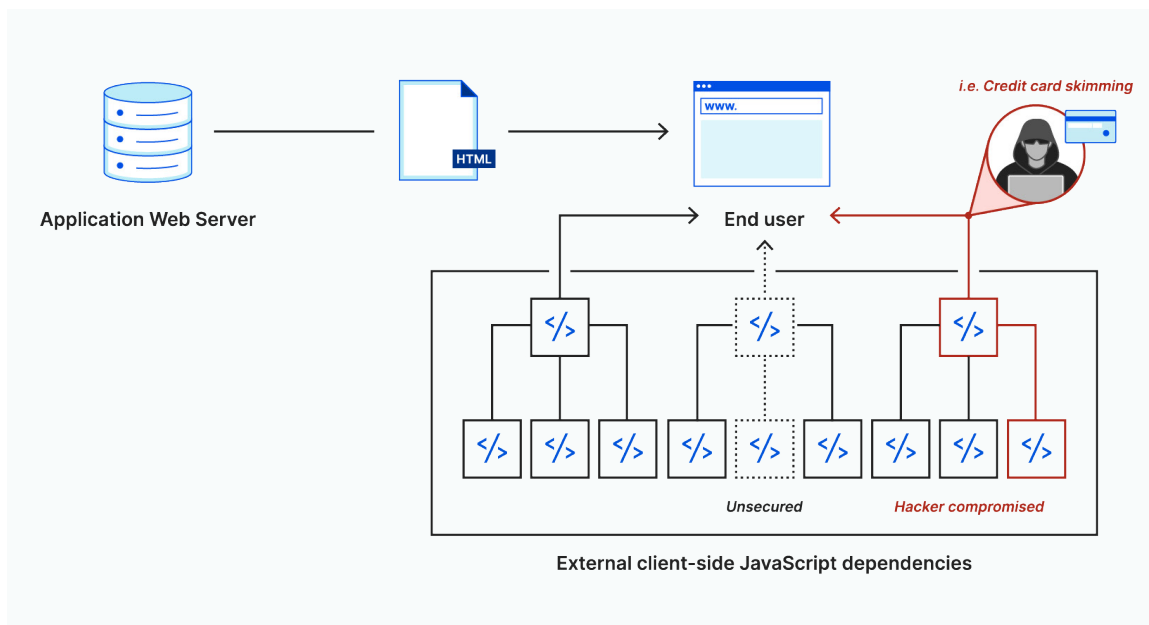 i.e. Credit card skimming
www.
HTML
Application Web Server
End user
</>
</>
</>
</>
</>
</>
</>
</>
</>
</>
</>
</>
Unsecured
Hacker compromised
External client-side JavaScript dependencies